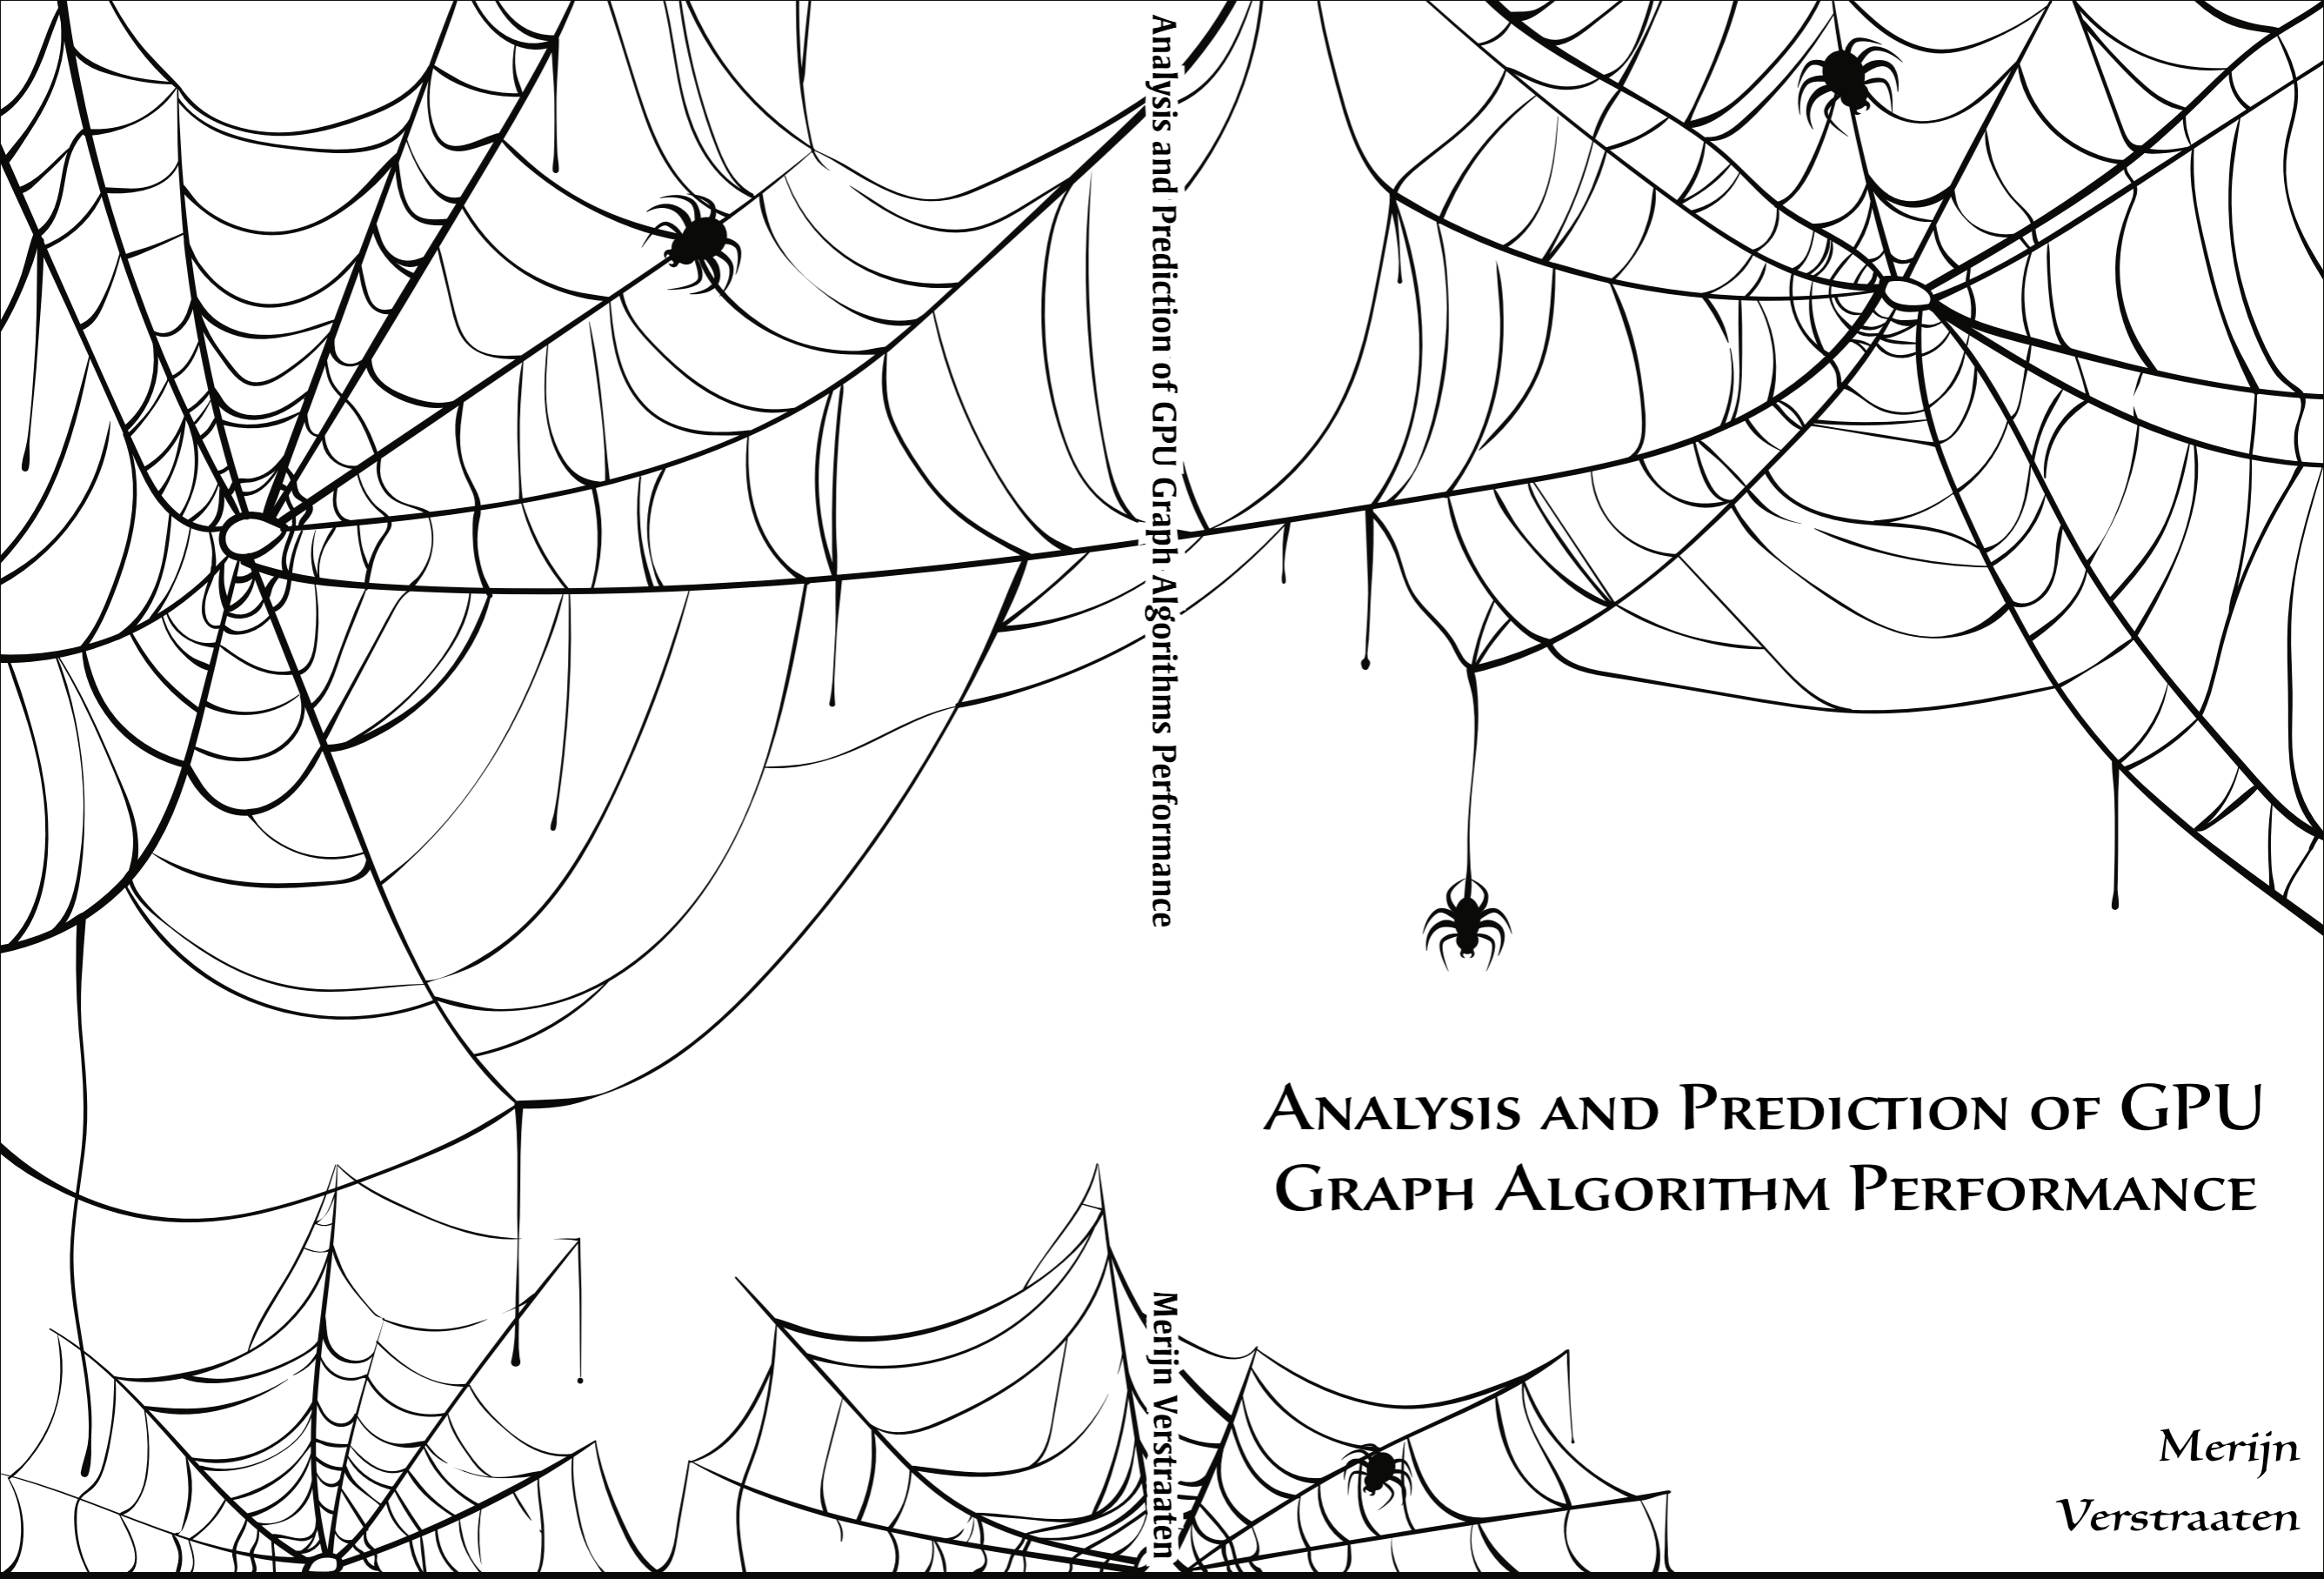 Analysis and Prediction of GPU Graph Algorithms Performance
Merijn Verstraaten
Analysis and Prediction of GPU
Graph Algorithm Performance
Merijn
Verstraaten